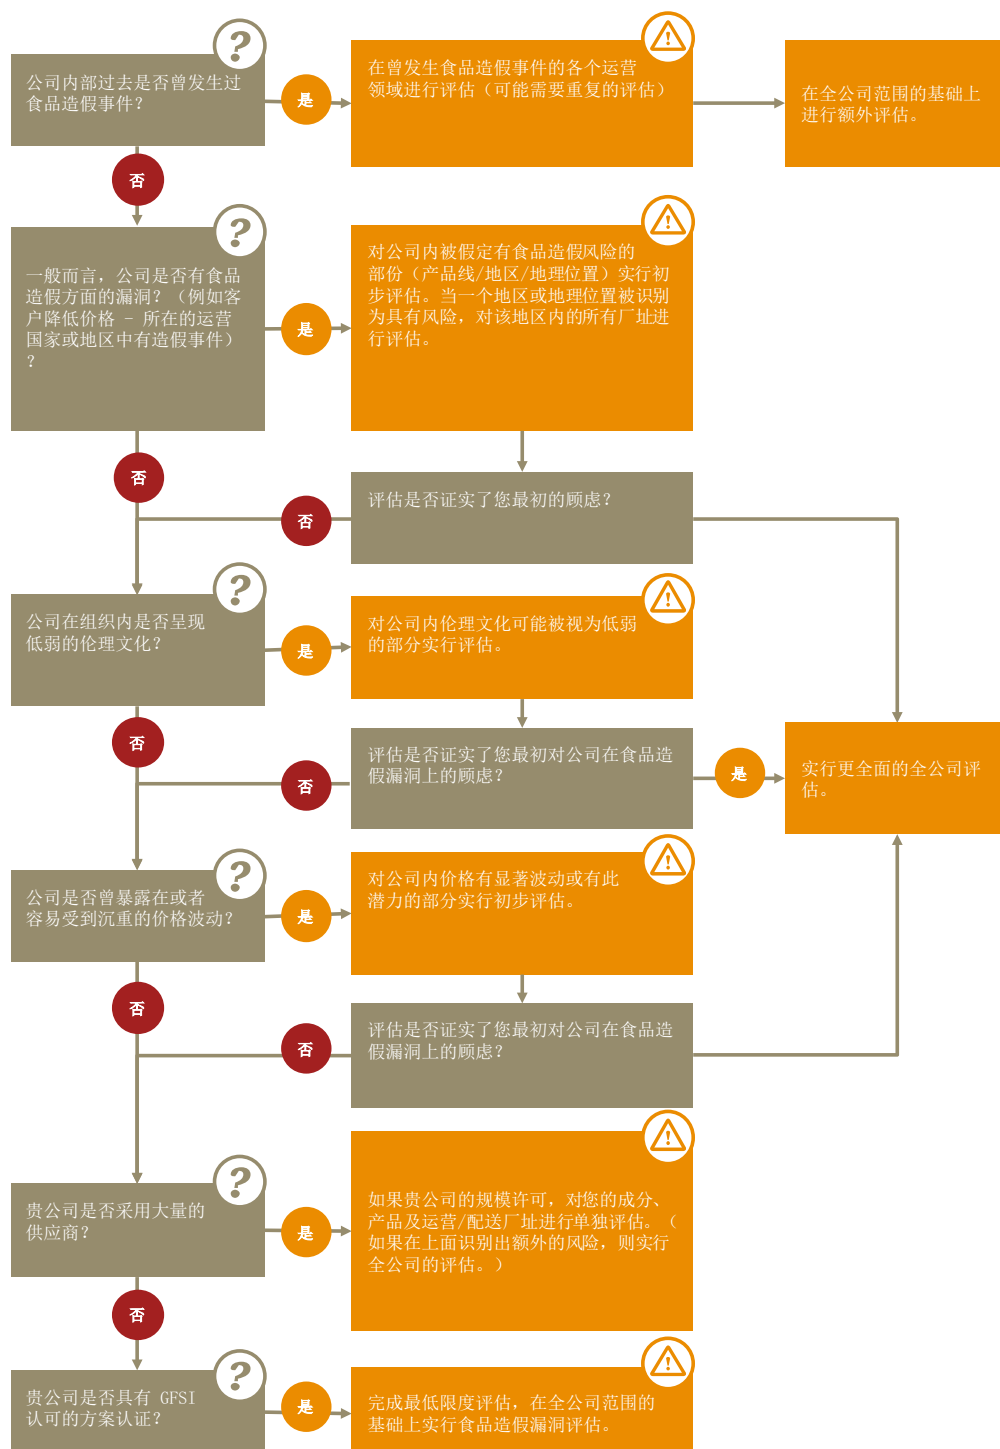 公司内部过去是否曾发生过
食品造假事件？
是
在曾发生食品造假事件的各个运营
领域进行评估（可能需要重复的评估）
在全公司范围的基础上
进行额外评估。
否
一般而言，公司是否有食品
造假方面的漏洞？（例如客
户降低价格 - 所在的运营
国家或地区中有造假事件）
？
是
对公司内被假定有食品造假风险的
部份（产品线/地区/地理位置）实行初
步评估。当一个地区或地理位置被识别
为具有风险，对该地区内的所有厂址进
行评估。
否
评估是否证实了您最初的顾虑？
否
公司在组织内是否呈现
低弱的伦理文化？
是
对公司内伦理文化可能被视为低弱
的部分实行评估。
否
评估是否证实了您最初对公司在食品造
假漏洞上的顾虑？
否
是
实行更全面的全公司评
估。
公司是否曾暴露在或者
容易受到沉重的价格波动？
是
对公司内价格有显著波动或有此
潜力的部分实行初步评估。
否
评估是否证实了您最初对公司在食品造
假漏洞上的顾虑？
否
贵公司是否采用大量的
供应商？
是
如果贵公司的规模许可，对您的成分、
产品及运营/配送厂址进行单独评估。（
如果在上面识别出额外的风险，则实行
全公司的评估。）
否
贵公司是否具有 GFSI
认可的方案认证？
是
完成最低限度评估，在全公司范围的
基础上实行食品造假漏洞评估。